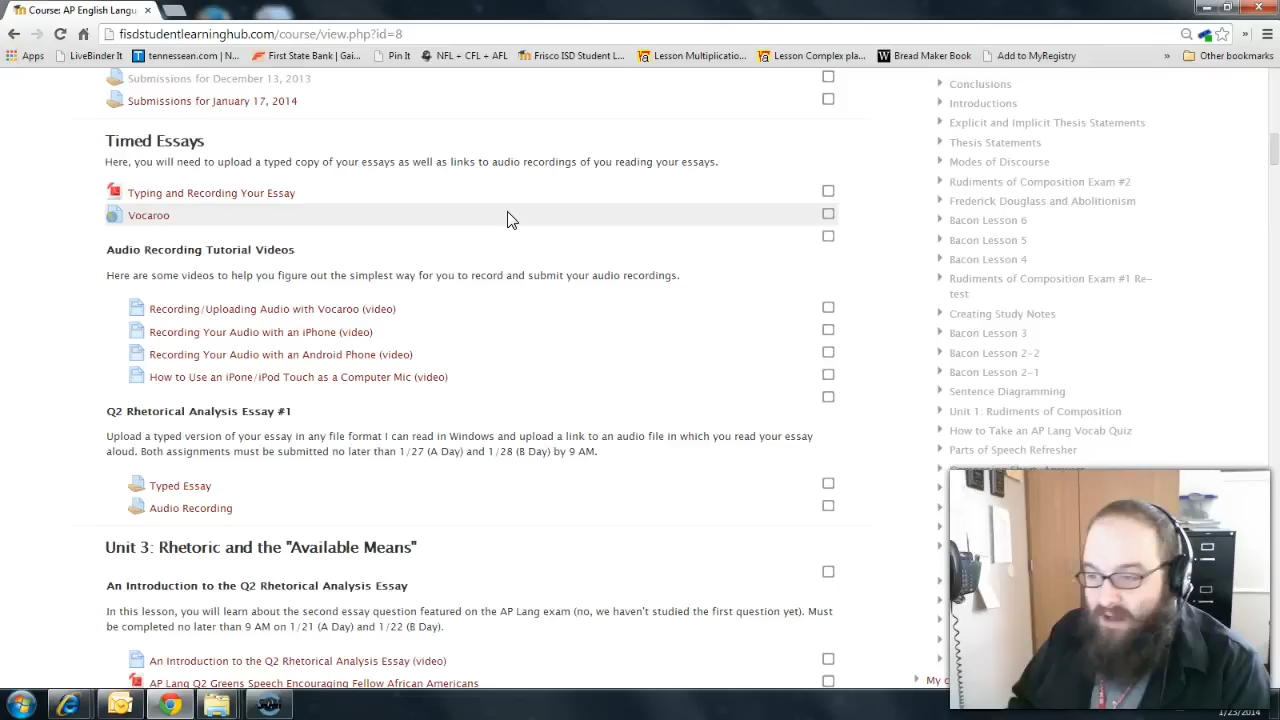 Course: AP English Langu
fisdstudentlearninghub.com/course/view.php?id=8
Apps LiveBinder It tennessean.com | N... First State Bank | Gai... Pin It NFL + CFL + AFL Frisco ISD Student L... Lesson Multiplicatio... Lesson Complex pla... Bread Maker Book Add to MyRegistry » Other bookmarks
Submissions for December 13, 2013
Submissions for January 17, 2014
Timed Essays
Here, you will need to upload a typed copy of your essays as well as links to audio recordings of you reading your essays.
Typing and Recording Your Essay
Vocaroo
Audio Recording Tutorial Videos
Here are some videos to help you figure out the simplest way for you to record and submit your audio recordings.
Recording/Uploading Audio with Vocaroo (video)
Recording Your Audio with an iPhone (video)
Recording Your Audio with an Android Phone (video)
How to Use an iPone/iPod Touch as a Computer Mic (video)
Q2 Rhetorical Analysis Essay #1
Upload a typed version of your essay in any file format I can read in Windows and upload a link to an audio file in which you read your essay
aloud. Both assignments must be submitted no later than 1/27 (A Day) and 1/28 (B Day) by 9 AM.
Typed Essay
Audio Recording
Unit 3: Rhetoric and the "Available Means"
An Introduction to the Q2 Rhetorical Analysis Essay
In this lesson, you will learn about the second essay question featured on the AP Lang exam (no, we haven't studied the first question yet). Must
be completed no later than 9 AM on 1/21 (A Day) and 1/22 (B Day).
An Introduction to the Q2 Rhetorical Analysis Essay (video)
AP Lang Q2 Greens Speech Encouraging Fellow African Americans
Conclusions
Introductions
Explicit and Implicit Thesis Statements
Thesis Statements
Modes of Discourse
Rudiments of Composition Exam #2
Frederick Douglass and Abolitionism
Bacon Lesson 6
Bacon Lesson 5
Bacon Lesson 4
Rudiments of Composition Exam #1 Re-
test
Creating Study Notes
Bacon Lesson 3
Bacon Lesson 2-2
Bacon Lesson 2-1
Sentence Diagramming
Unit 1: Rudiments of Composition
How to Take an AP Lang Vocab Quiz
Parts of Speech Refresher
My
1/23/2014